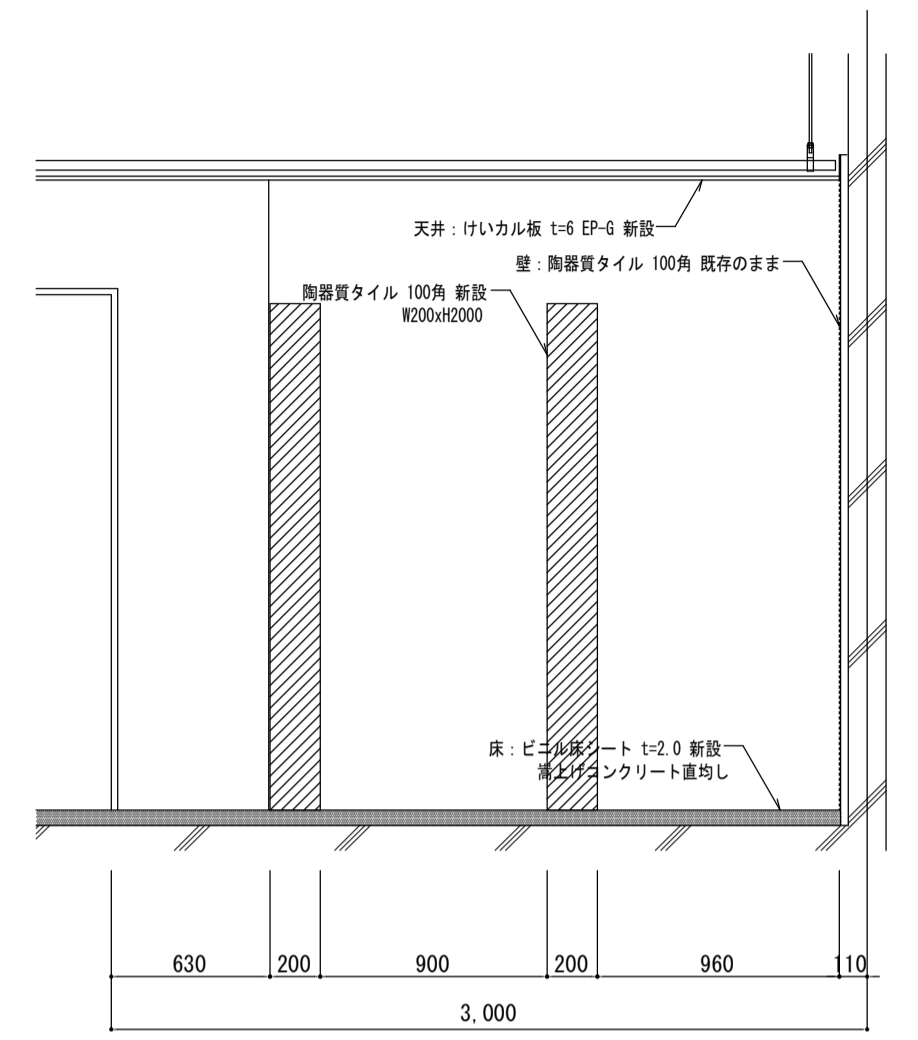 天井：けいカル板 t=6 EP-G 新設
壁：陶器質タイル 100角 既存のまま
陶器質タイル 100角 新設
W200xH2000
床：ビニル床シート t=2.0 新設
嵩上げコンクリート直均し
630
200
900
200
960
110
3,000